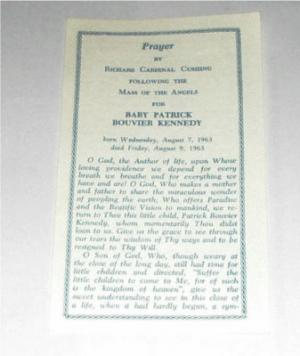 Prayer
BY
RICHARD CARDINAL CUSHING
FOLLOWING THE
MASS OF THE ANGELS
FOR
BABY PATRICK
BOUVIER KENNEDY
born Wednesday, August 7, 1963
died Friday, August 9, 1963
O God, the Author of life, upon Whose
loving providence we depend for every
breath we breathe and for everything we
have and are! O God, Who makes a mother
and father to share the miraculous wonder
of peopling the earth; Who offers Paradise
and the Beatific Vision to mankind, we re-
turn to Thee this little child, Patrick Bouvier
Kennedy, whom momentarily Thou didst
loan to us. Give us the grace to see through
our tears the wisdom of Thy ways and to be
resigned to Thy Will.
O Son of God, Who, though weary at
the close of the long day, still had time for
little children and directed, "Suffer the
little children to come to Me, for of such
is the kingdom of heaven", give us the
sweet understanding to see in this close of
a life, when it had hardly begun, a sym-